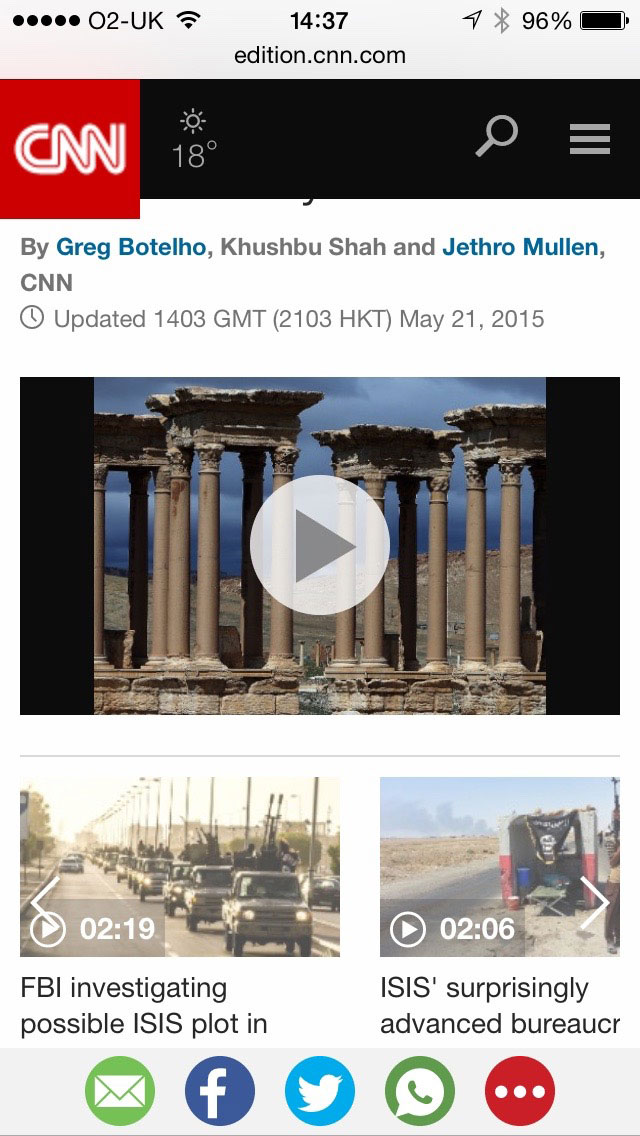 O2-UK 14:37 96%
edition.cnn.com
CNN
18°
By Greg Botelho, Khushbu Shah and Jethro Mullen,
CNN
Updated 1403 GMT (2103 HKT) May 21, 2015
02:19
02:06
FBI investigating
possible ISIS plot in
ISIS' surprisingly
advanced bureaucr